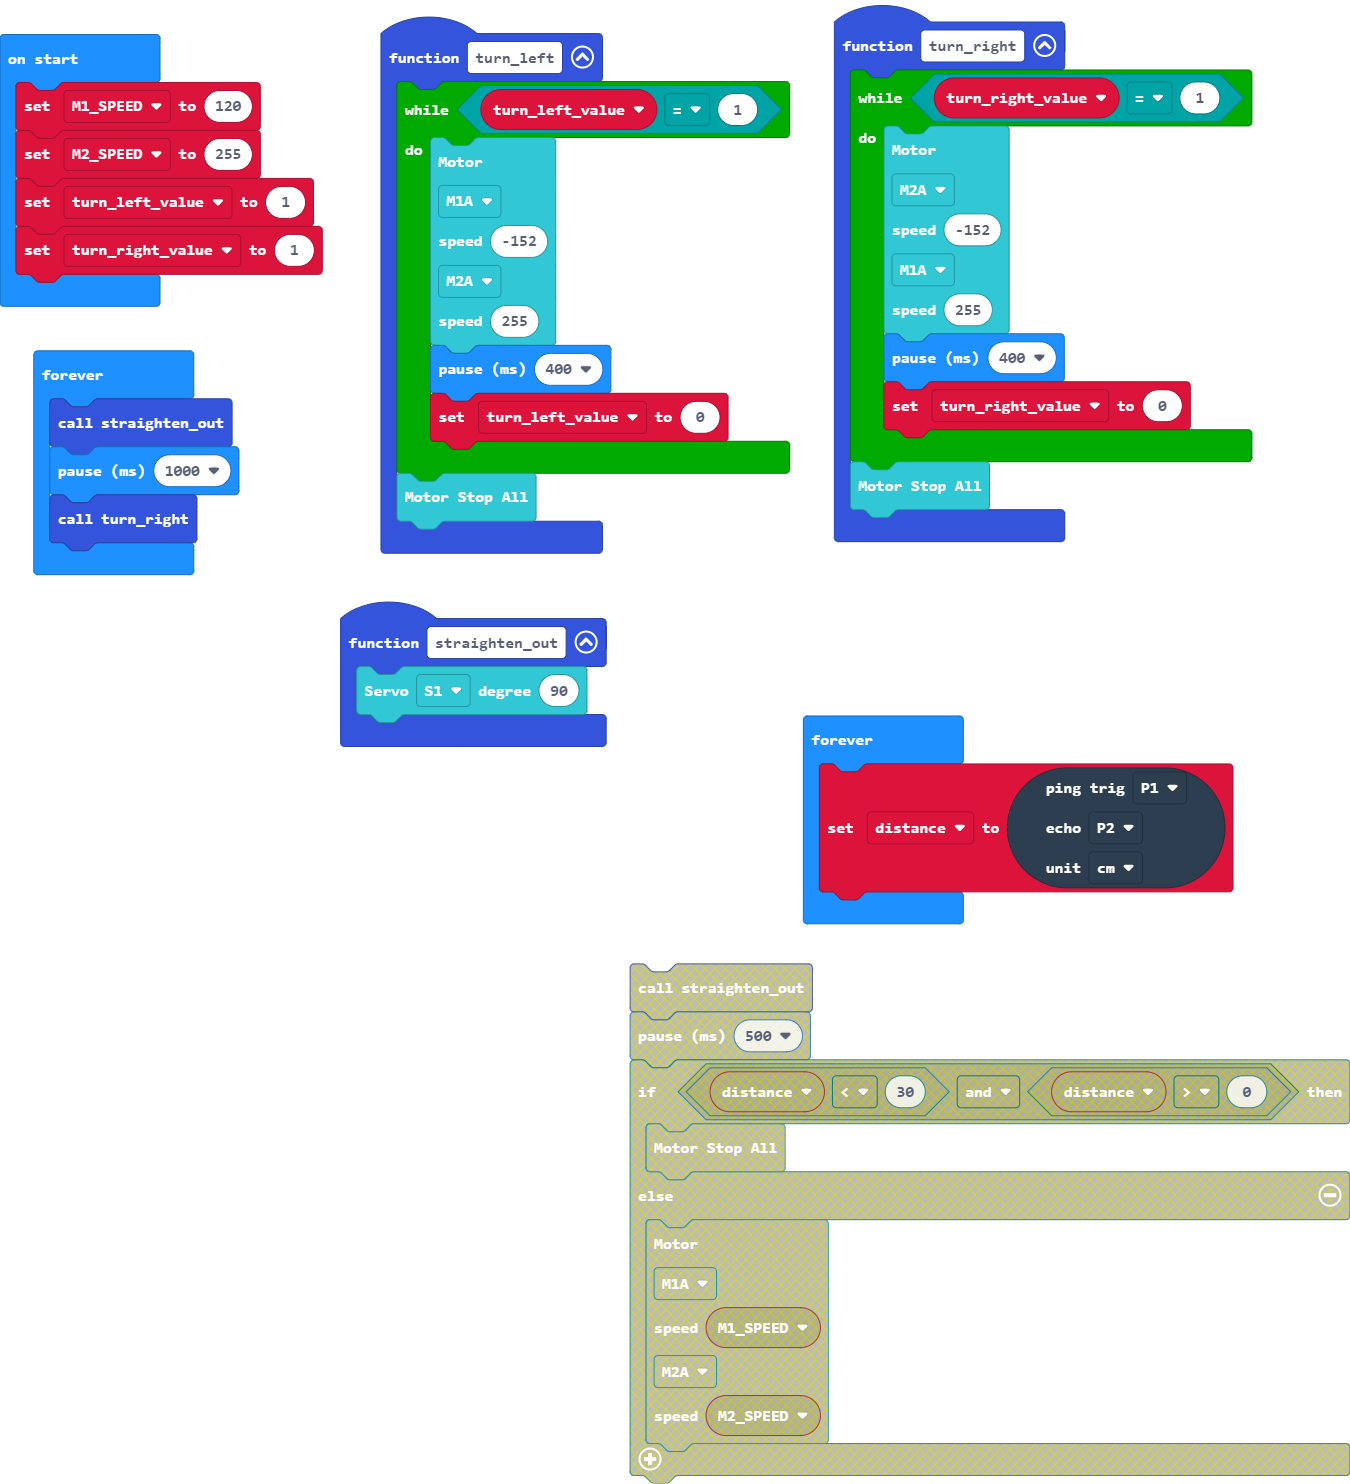 on start
set M1_SPEED to 120
set M2_SPEED to 255
set turn_left_value to 1
set turn_right_value to 1
forever
call straighten_out
pause (ms) 1000
call turn_right
function turn_left
while turn_left_value = 1
do
Motor
M1A
speed -152
M2A
speed 255
pause (ms) 400
set turn_left_value to 0
Motor Stop All
function turn_right
while turn_right_value = 1
do
Motor
M2A
speed -152
M1A
speed 255
pause (ms) 400
set turn_right_value to 0
Motor Stop All
function straighten_out
Servo S1 degree 90
forever
set distance to
ping trig P1
echo P2
unit cm
call straighten_out
pause (ms) 500
if distance < 30 and distance > 0 then
Motor Stop All
else
Motor
M1A
speed M1_SPEED
M2A
speed M2_SPEED